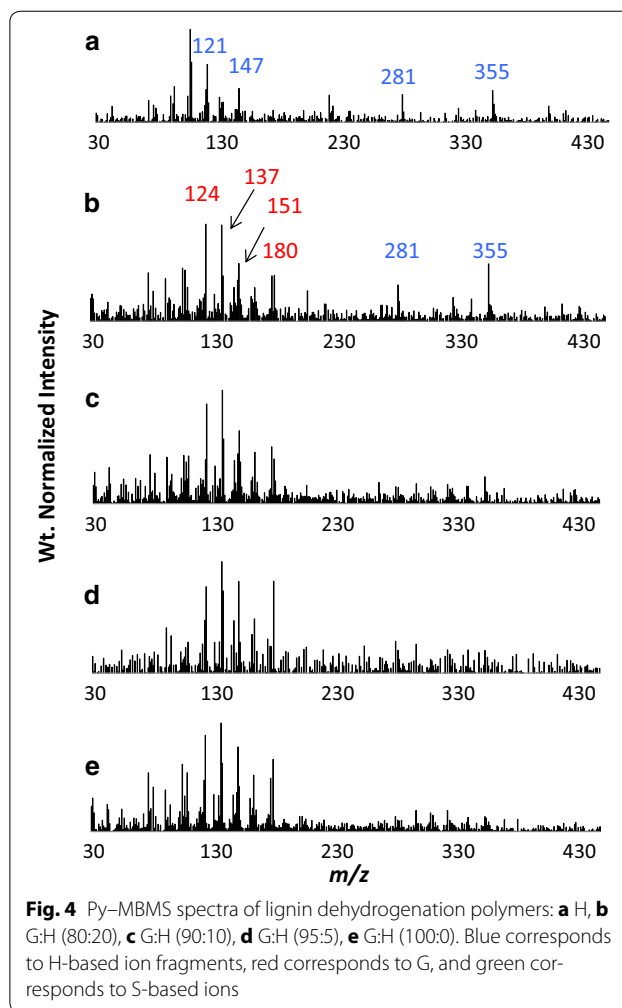 a
121
147
281
355
30 130 230 330 430
b
124
137
151
180
281
355
30 130 230 330 430
c
30 130 230 330 430
d
30 130 230 330 430
e
30 130 230 330 430
Wt. Normalized Intensity
m/z
Fig. 4 Py–MBMS spectra of lignin dehydrogenation polymers: a H, b
G:H (80:20), c G:H (90:10), d G:H (95:5), e G:H (100:0). Blue corresponds
to H-based ion fragments, red corresponds to G, and green cor-
responds to S-based ions